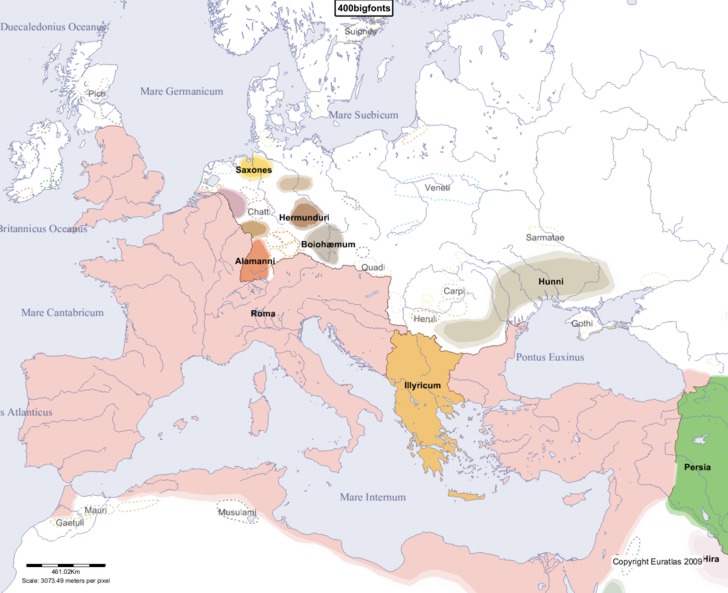 400bigfonts
Duecaledonius Oceanus
Suiones
Picti
Mare Germanicum
Mare Suebicum
Saxones
Veneti
Chatti
Hermunduri
Britannicus Oceanus
Boiohæmum
Sarmatae
Alamanni
Quadi
Hunni
Carpi
Mare Cantabricum
Roma
Heruli
Gothi
Pontus Euxinus
Illyricum
s Atlanticus
Persia
Mare Internum
Mauri
Musulami
Gaetuli
Copyright Euratlas 2009
Hira
461.02Km
Scale: 3073.49 meters per pixel